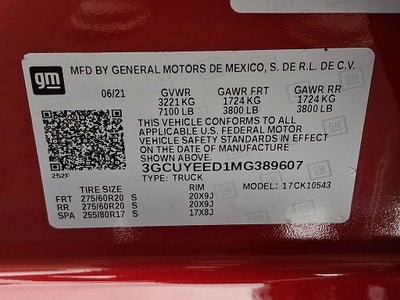 gm
MFD BY GENERAL MOTORS DE MEXICO, S. DE R.L. DE C.V.
06/21 GVWR GAWR FRT GAWR RR
3221 KG 1724 KG 1724 KG
7100 LB 3800 LB 3800 LB
THIS VEHICLE CONFORMS TO ALL
APPLICABLE U.S. FEDERAL MOTOR
VEHICLE SAFETY STANDARDS IN EFFECT
ON THE DATE OF MANUFACTURE
SHOWN ABOVE.
3GCUYEED1MG389607
252F TYPE: TRUCK
TIRE SIZE RIM MODEL: 17CK10543
FRT 275/60R20 S 20X9J
RR 275/60R20 S 20X9J
SPA 255/80R17 S 17X8J